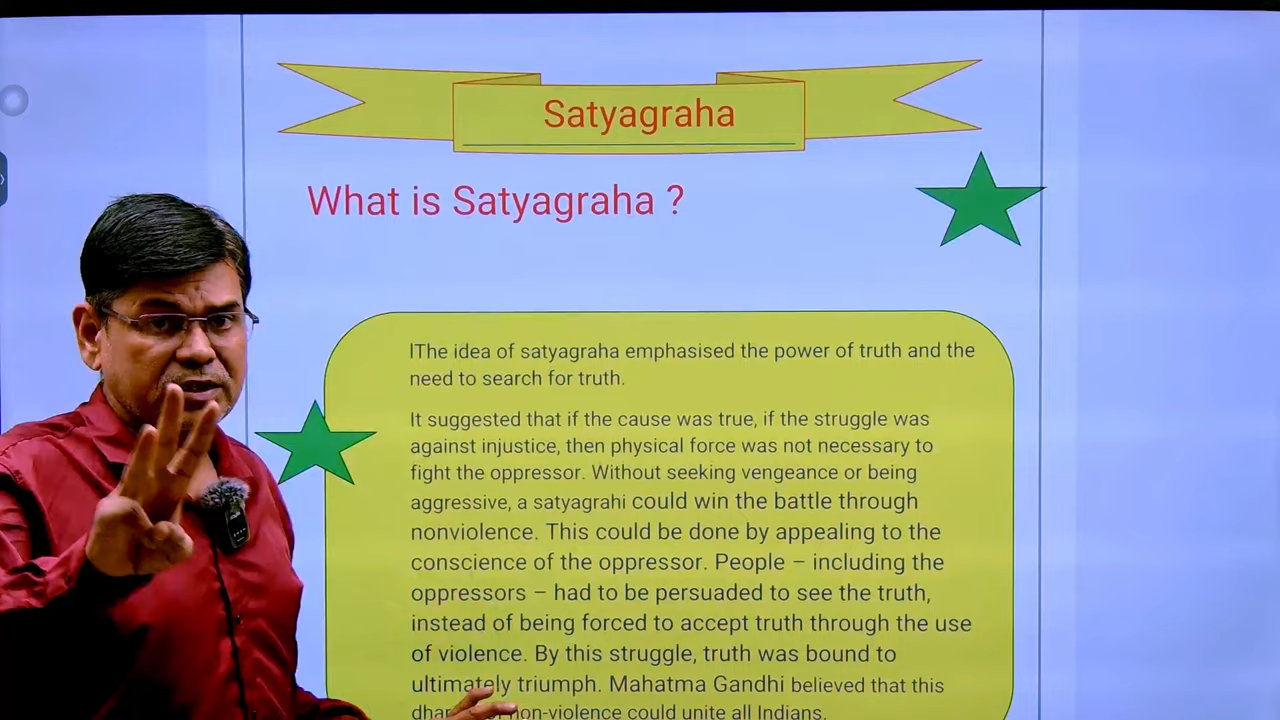 Satyagraha
What is Satyagraha ?
lThe idea of satyagraha emphasised the power of truth and the
need to search for truth.
It suggested that if the cause was true, if the struggle was
against injustice, then physical force was not necessary to
fight the oppressor. Without seeking vengeance or being
aggressive, a satyagrahi could win the battle through
nonviolence. This could be done by appealing to the
conscience of the oppressor. People – including the
oppressors – had to be persuaded to see the truth,
instead of being forced to accept truth through the use
of violence. By this struggle, truth was bound to
ultimately triumph. Mahatma Gandhi believed that this
non-violence could unite all Indians.